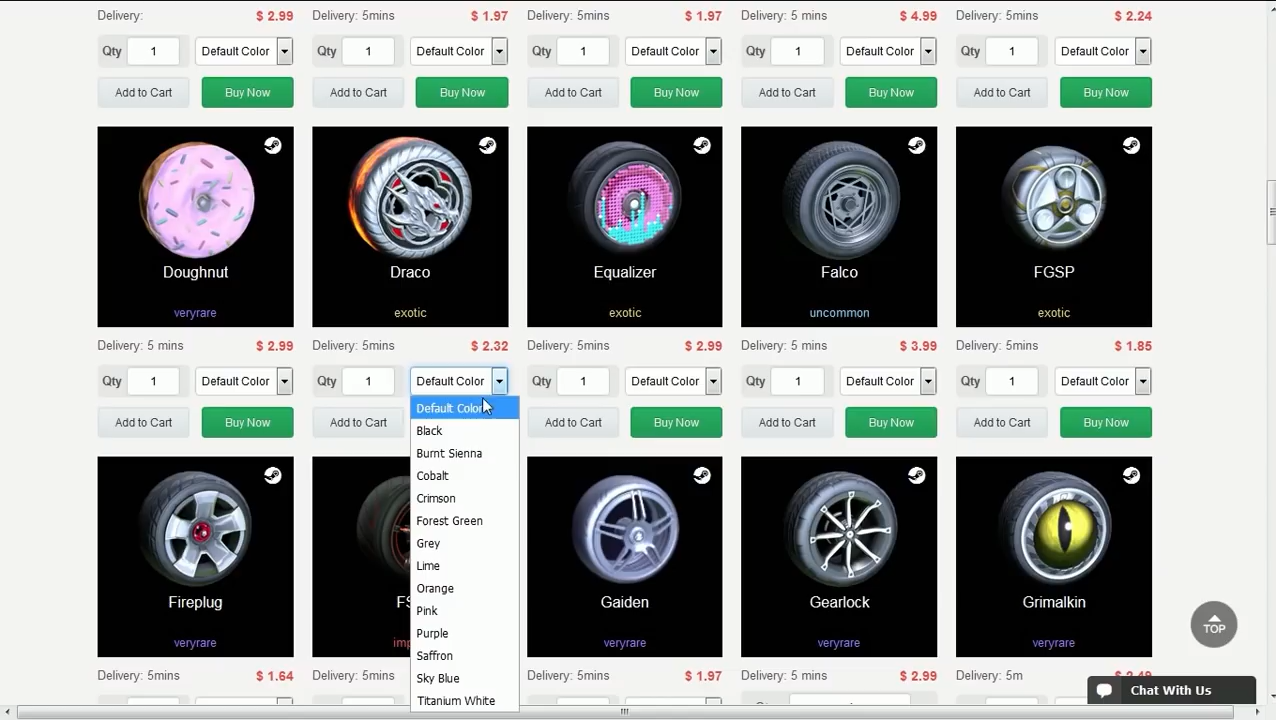 Delivery: $ 2.99 Delivery: 5mins $ 1.97 Delivery: 5mins $ 1.97 Delivery: 5 mins $ 4.99 Delivery: 5mins $ 2.24
Qty 1 Default Color Qty 1 Default Color Qty 1 Default Color Qty 1 Default Color Qty 1 Default Color
Add to Cart Buy Now Add to Cart Buy Now Add to Cart Buy Now Add to Cart Buy Now Add to Cart Buy Now
Doughnut Draco Equalizer Falco FGSP
veryrare exotic exotic uncommon exotic
Delivery: 5 mins $ 2.99 Delivery: 5mins $ 2.32 Delivery: 5mins $ 2.99 Delivery: 5 mins $ 3.99 Delivery: 5mins $ 1.85
Qty 1 Default Color Qty 1 Default Color Qty 1 Default Color Qty 1 Default Color Qty 1 Default Color
Add to Cart Buy Now Add to Cart Add to Cart Buy Now Add to Cart Buy Now Add to Cart Buy Now
Default Color
Black
Burnt Sienna
Cobalt
Crimson
Forest Green
Grey
Lime
Orange
Pink
Purple
Saffron
Sky Blue
Titanium White
Fireplug Gaiden Gearlock Grimalkin
veryrare veryrare veryrare veryrare
Delivery: 5mins $ 1.64 Delivery: 5mins Delivery: 5mins $ 1.97 Delivery: 5mins $ 2.99 Delivery: 5m
TOP
Chat With Us